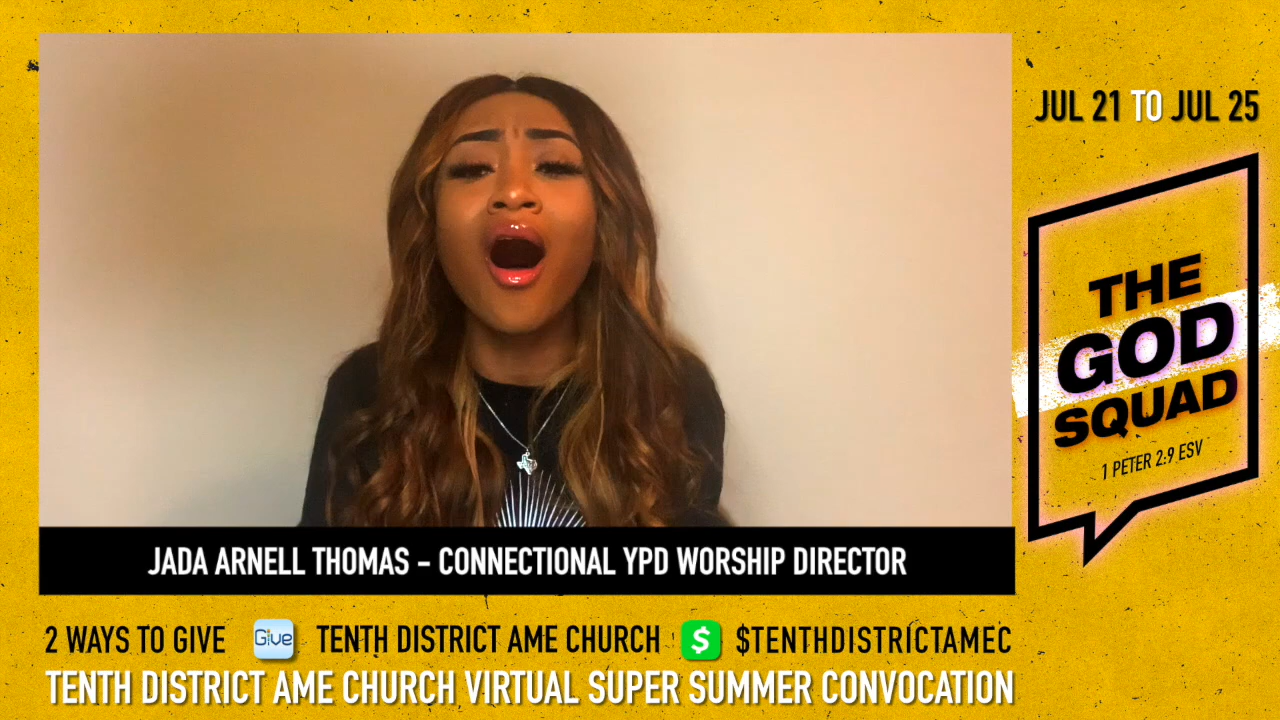 JUL 21 TO JUL 25
THE
GOD
SQUAD
1 PETER 2:9 ESV
JADA ARNELL THOMAS - CONNECTIONAL YPD WORSHIP DIRECTOR
2 WAYS TO GIVE Give TENTH DISTRICT AME CHURCH $ $TENTHDISTRICTAMEC
TENTH DISTRICT AME CHURCH VIRTUAL SUPER SUMMER CONVOCATION